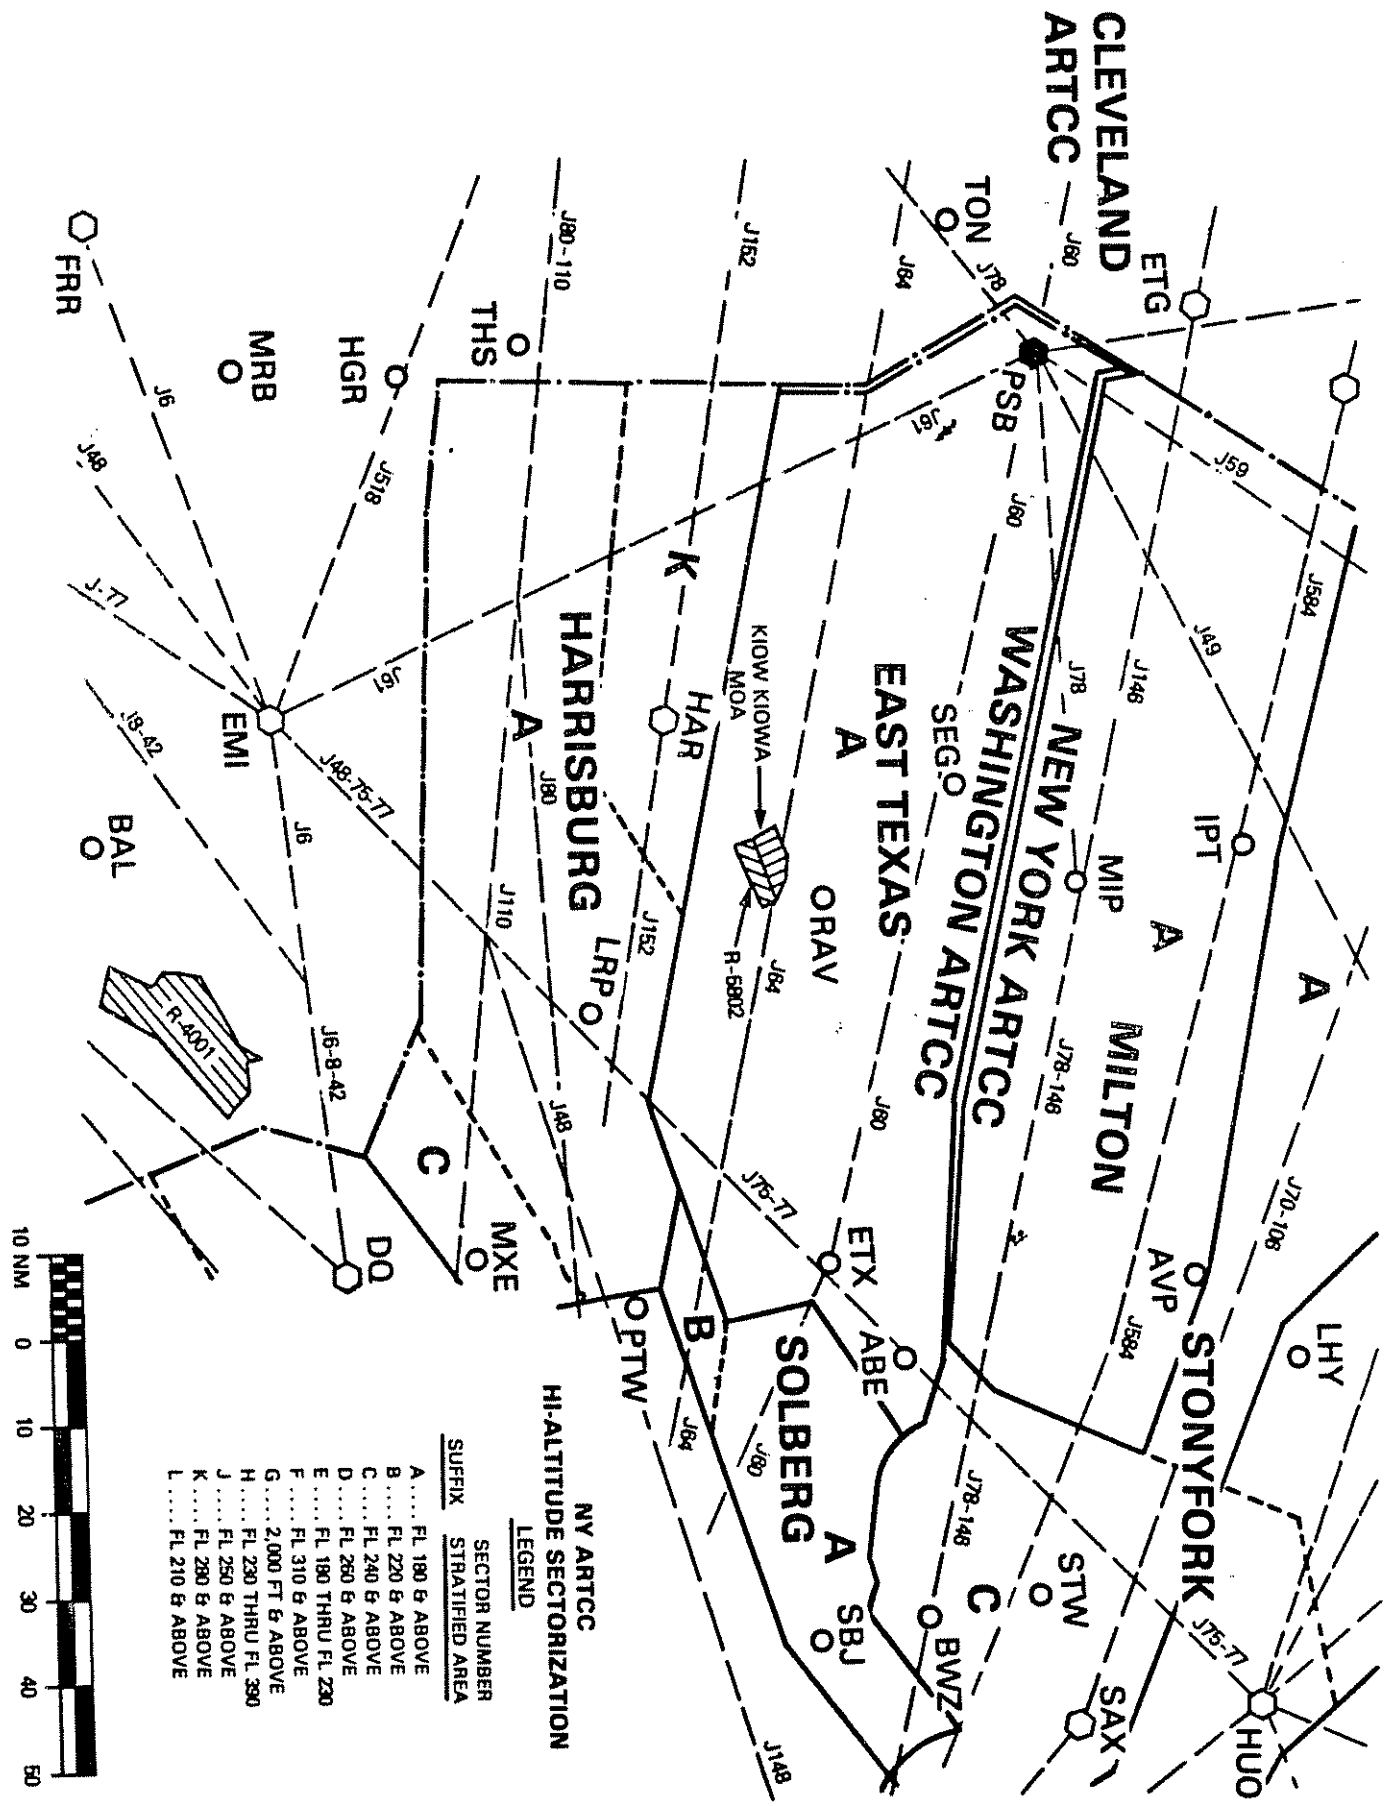 CLEVELAND
ARTCC
ETG
TON
J60
J78
J64
J152
J80-110
THS
HGR
MRB
FRR
PSB
J59
J61
J60
J584
J49
J518
J6
J48
J-77
K
J146
J78
NEW YORK ARTCC
WASHINGTON ARTCC
SEG
EAST TEXAS
A
KIOW KIOWA
MOA
HAR
HARRISBURG
A
J61
EMI
J9-42
J80
J48-75-77
J6
BAL
IPT
MIP
A
A
MILTON
ORAV
J64
R-5802
J152
LRP
J110
J6-8-42
R-4001
J78-146
J60
J48
C
J70-106
AVP
J584
J75-77
ETX
ABE
MXE
DQ
LHY
STONYFORK
B
PTW
SOLBERG
J64
J60
J78-146
A
C
STW
SBJ
BWZ
J75-77
SAX
HUO
J148
NY ARTCC
HI-ALTITUDE SECTORIZATION
LEGEND
SECTOR NUMBER
SUFFIX STRATIFIED AREA
A .... FL 180 & ABOVE
B .... FL 220 & ABOVE
C .... FL 240 & ABOVE
D .... FL 260 & ABOVE
E .... FL 180 THRU FL 230
F .... FL 310 & ABOVE
G .... 2,000 FT & ABOVE
H .... FL 230 THRU FL 390
J .... FL 250 & ABOVE
K .... FL 280 & ABOVE
L .... FL 210 & ABOVE
10 NM 0 10 20 30 40 50